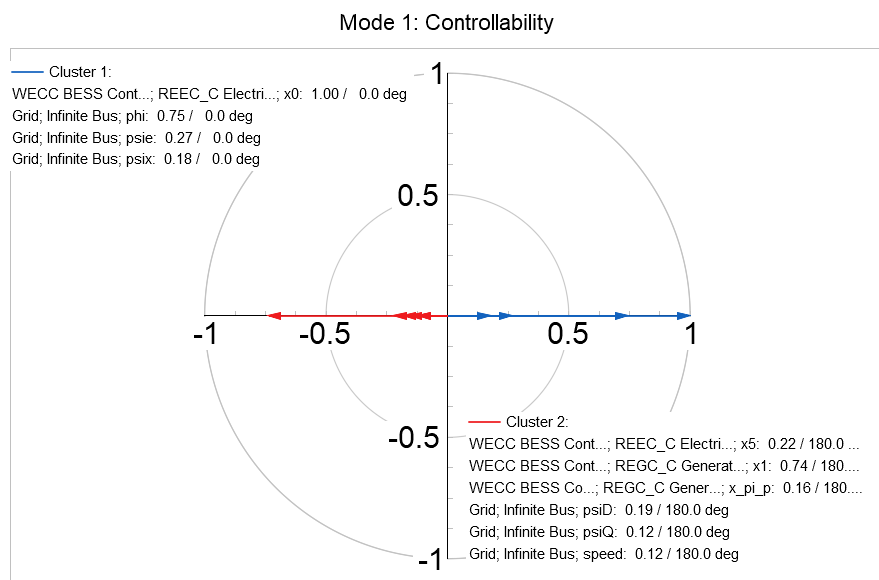 Mode 1: Controllability
Cluster 1:
WECC BESS Cont...; REEC_C Electri...; x0:  1.00 /   0.0 deg
Grid; Infinite Bus; phi:  0.75 /   0.0 deg
Grid; Infinite Bus; psie:  0.27 /   0.0 deg
Grid; Infinite Bus; psix:  0.18 /   0.0 deg
1
0.5
-1
-0.5
0.5
1
-0.5
-1
Cluster 2:
WECC BESS Cont...; REEC_C Electri...; x5:  0.22 / 180.0 ...
WECC BESS Cont...; REGC_C Generat...; x1:  0.74 / 180....
WECC BESS Co...; REGC_C Gener...; x_pi_p:  0.16 / 180....
Grid; Infinite Bus; psiD:  0.19 / 180.0 deg
Grid; Infinite Bus; psiQ:  0.12 / 180.0 deg
Grid; Infinite Bus; speed:  0.12 / 180.0 deg